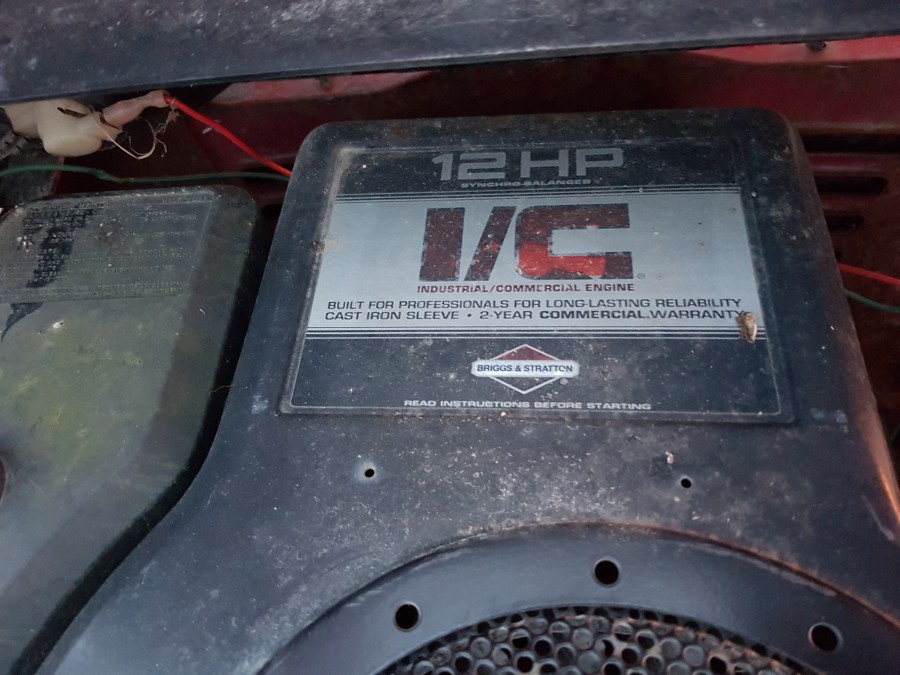 12 HP
SYNCHRO-BALANCED
I/C
®
INDUSTRIAL/COMMERCIAL ENGINE
BUILT FOR PROFESSIONALS FOR LONG-LASTING RELIABILITY
CAST IRON SLEEVE • 2-YEAR COMMERCIAL WARRANTY
BRIGGS & STRATTON
®
READ INSTRUCTIONS BEFORE STARTING